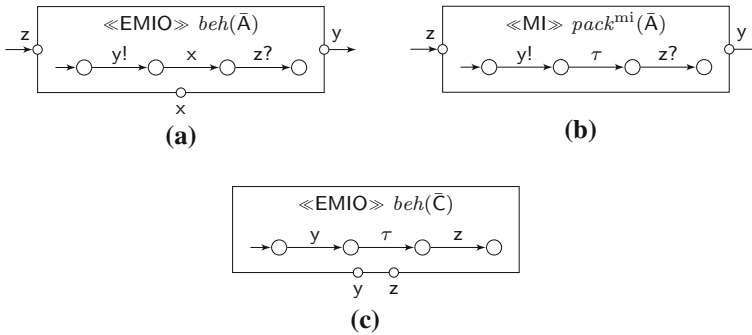 ≪EMIO≫ beh(Ā)
z y
y! x z?
x
(a)
≪MI≫ pack^mi(Ā)
z y
y! τ z?
(b)
≪EMIO≫ beh(C̄)
y τ z
y z
(c)